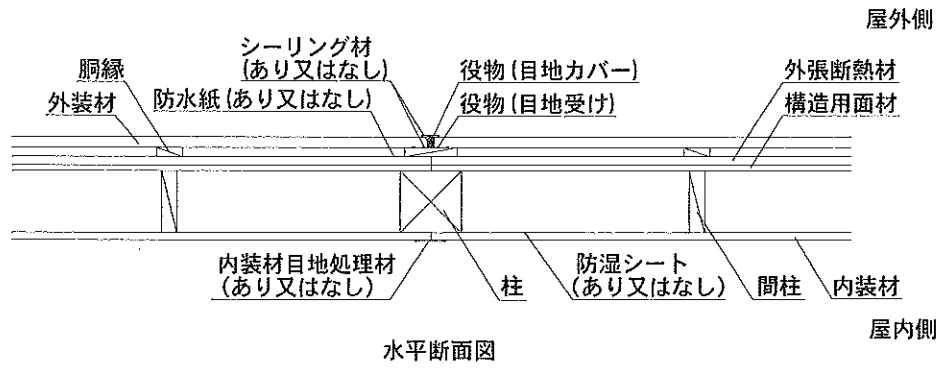 屋外側
シーリング材
(あり又はなし)
役物(目地カバー)
外張断熱材
胴縁
外装材
防水紙(あり又はなし)
役物(目地受け)
構造用面材
内装材目地処理材
(あり又はなし)
柱
防湿シート
(あり又はなし)
間柱
内装材
屋内側
水平断面図